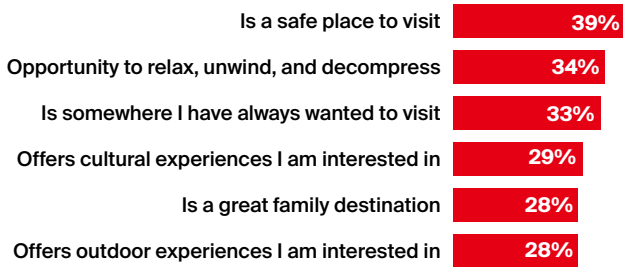 Is a safe place to visit 39%
Opportunity to relax, unwind, and decompress 34%
Is somewhere I have always wanted to visit 33%
Offers cultural experiences I am interested in 29%
Is a great family destination 28%
Offers outdoor experiences I am interested in 28%